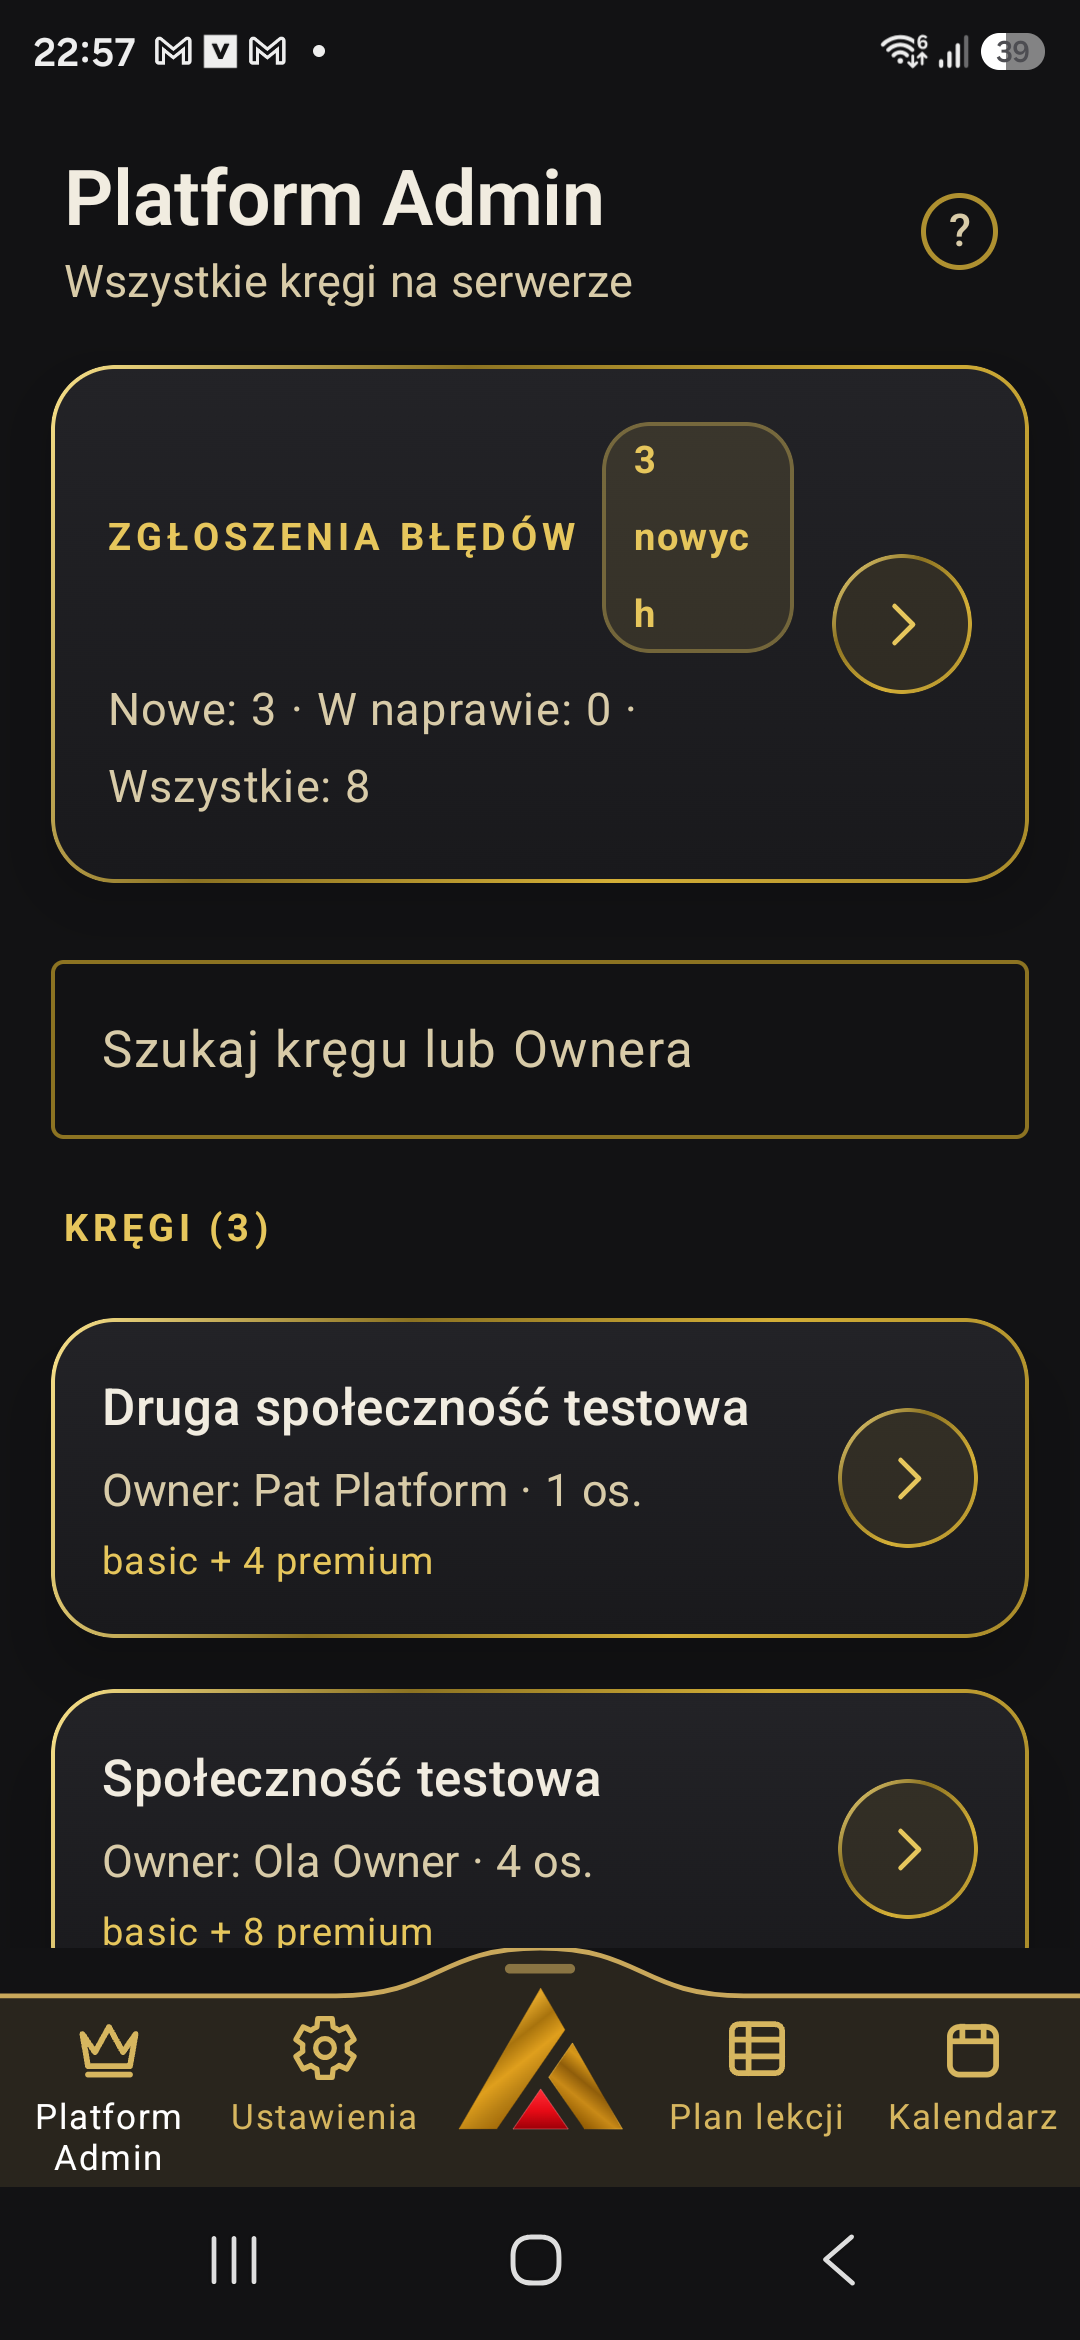 22:57
6
39
Platform Admin
?
Wszystkie kręgi na serwerze
ZGŁOSZENIA BŁĘDÓW
3
nowyc
h
Nowe: 3 · W naprawie: 0 ·
Wszystkie: 8
Szukaj kręgu lub Ownera
KRĘGI (3)
Druga społeczność testowa
Owner: Pat Platform · 1 os.
basic + 4 premium
Społeczność testowa
Owner: Ola Owner · 4 os.
basic + 8 premium
Platform
Admin
Ustawienia
Plan lekcji
Kalendarz